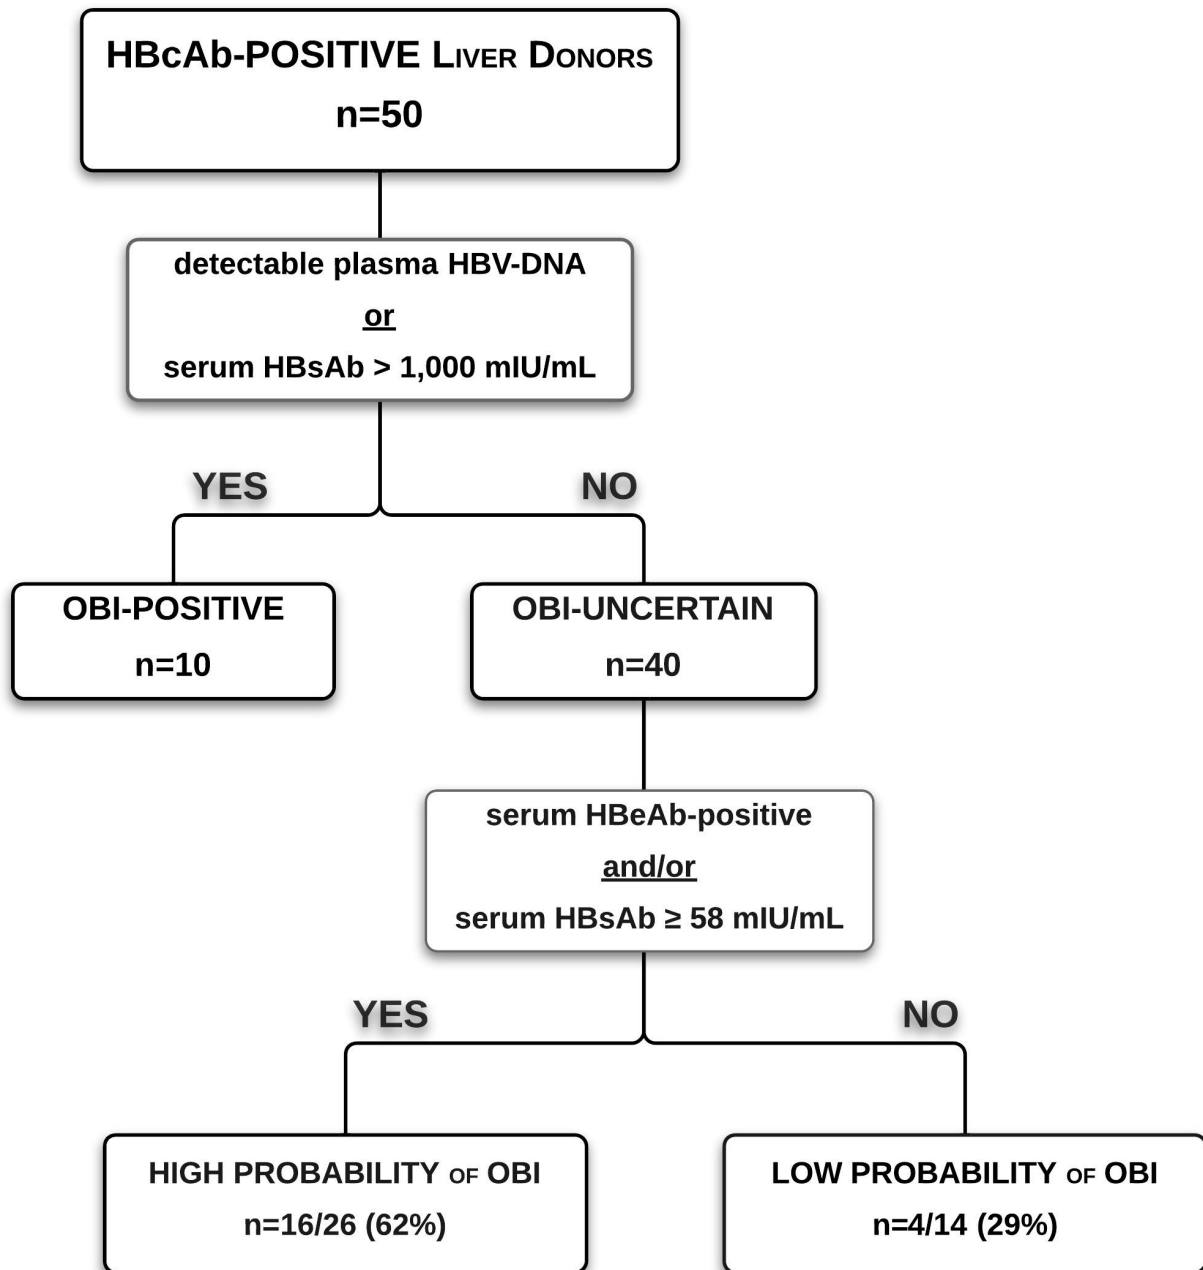 HBcAb-POSITIVE LIVER DONORS
n=50
detectable plasma HBV-DNA
or
serum HBsAb > 1,000 mIU/mL
YES
NO
OBI-POSITIVE
n=10
OBI-UNCERTAIN
n=40
serum HBeAb-positive
and/or
serum HBsAb ≥ 58 mIU/mL
YES
NO
HIGH PROBABILITY OF OBI
n=16/26 (62%)
LOW PROBABILITY OF OBI
n=4/14 (29%)